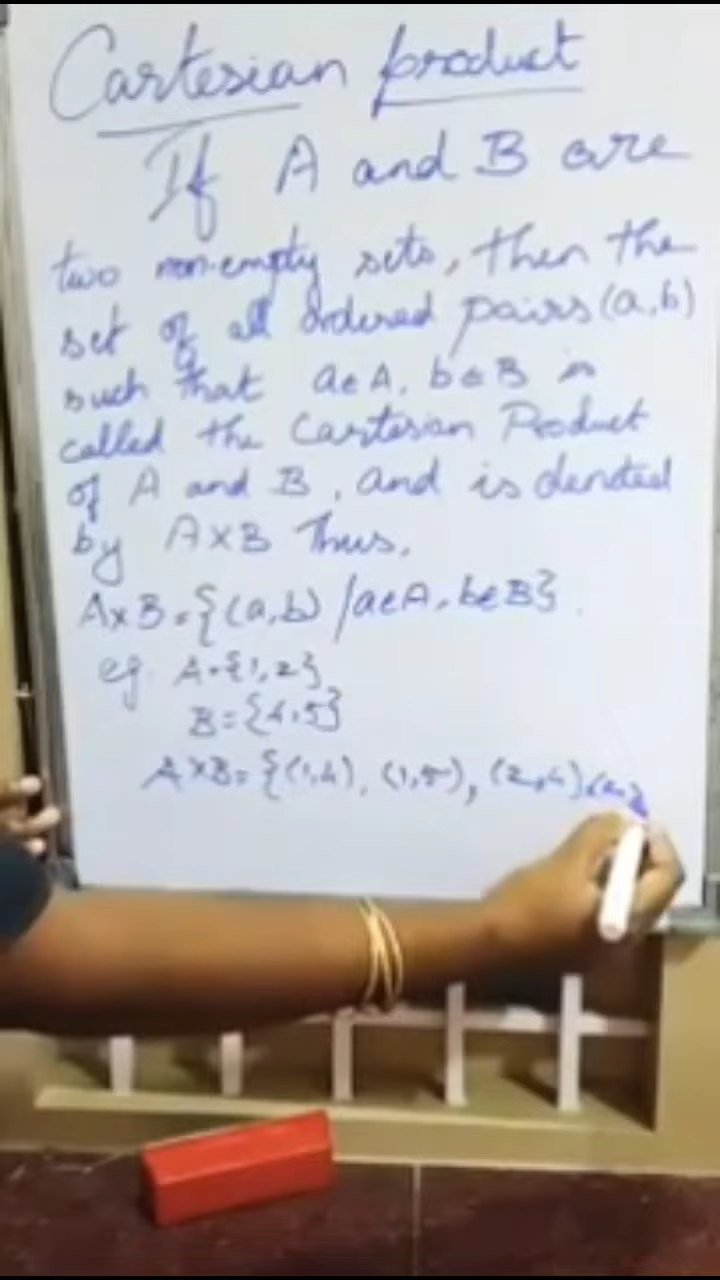 Cartesian product
If A and B are
two non-empty sets, then the
set of all ordered pairs (a,b)
such that a∈A, b∈B is
called the Cartesian Product
of A and B, and is denoted
by A×B Thus,
A×B={(a,b) /a∈A, b∈B}.
eg. A={1,2}
B={4,5}
A×B={(1,4), (1,5), (2,4),(2,